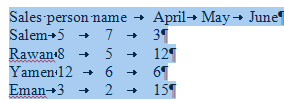 Sales person name → April → May → June¶
Salem → 5 → 7 → 3¶
Rawan → 8 → 5 → 12¶
Yamen → 12 → 6 → 6¶
Eman → 3 → 2 → 15¶